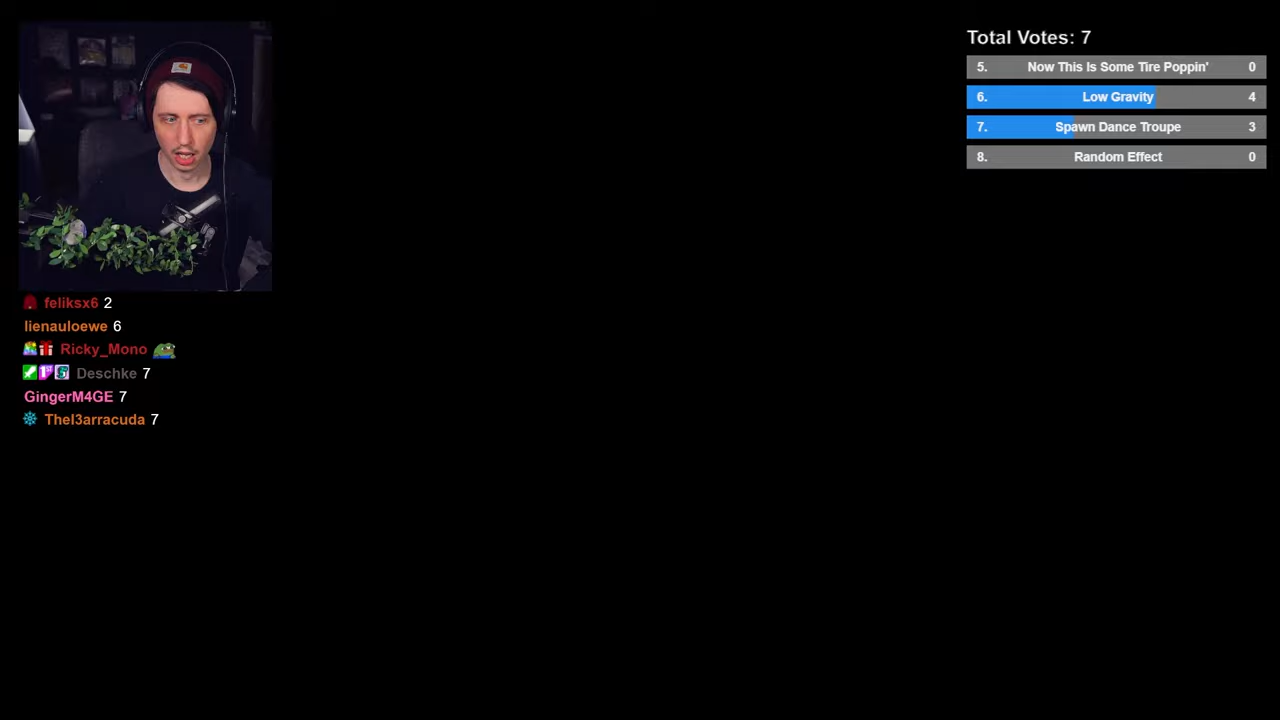 Total Votes: 7
5. Now This Is Some Tire Poppin' 0
6. Low Gravity 4
7. Spawn Dance Troupe 3
8. Random Effect 0
feliksx6 2
lienauloewe 6
Ricky_Mono
Deschke 7
GingerM4GE 7
Thel3arracuda 7